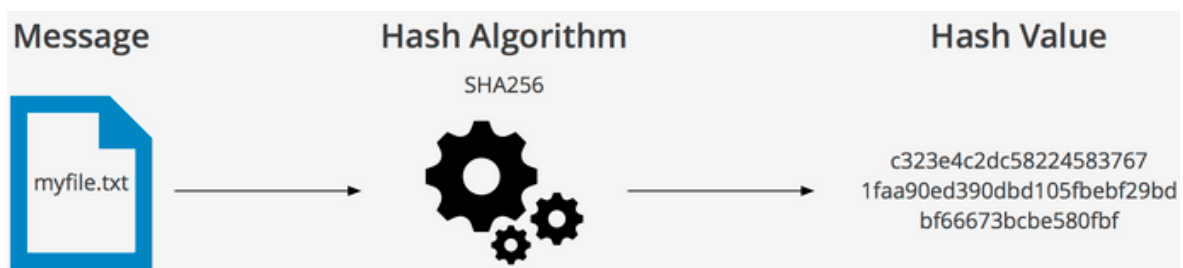 Message
myfile.txt
Hash Algorithm
SHA256
Hash Value
c323e4c2dc58224583767
1faa90ed390dbd105fbebf29bd
bf66673bcbe580fbf